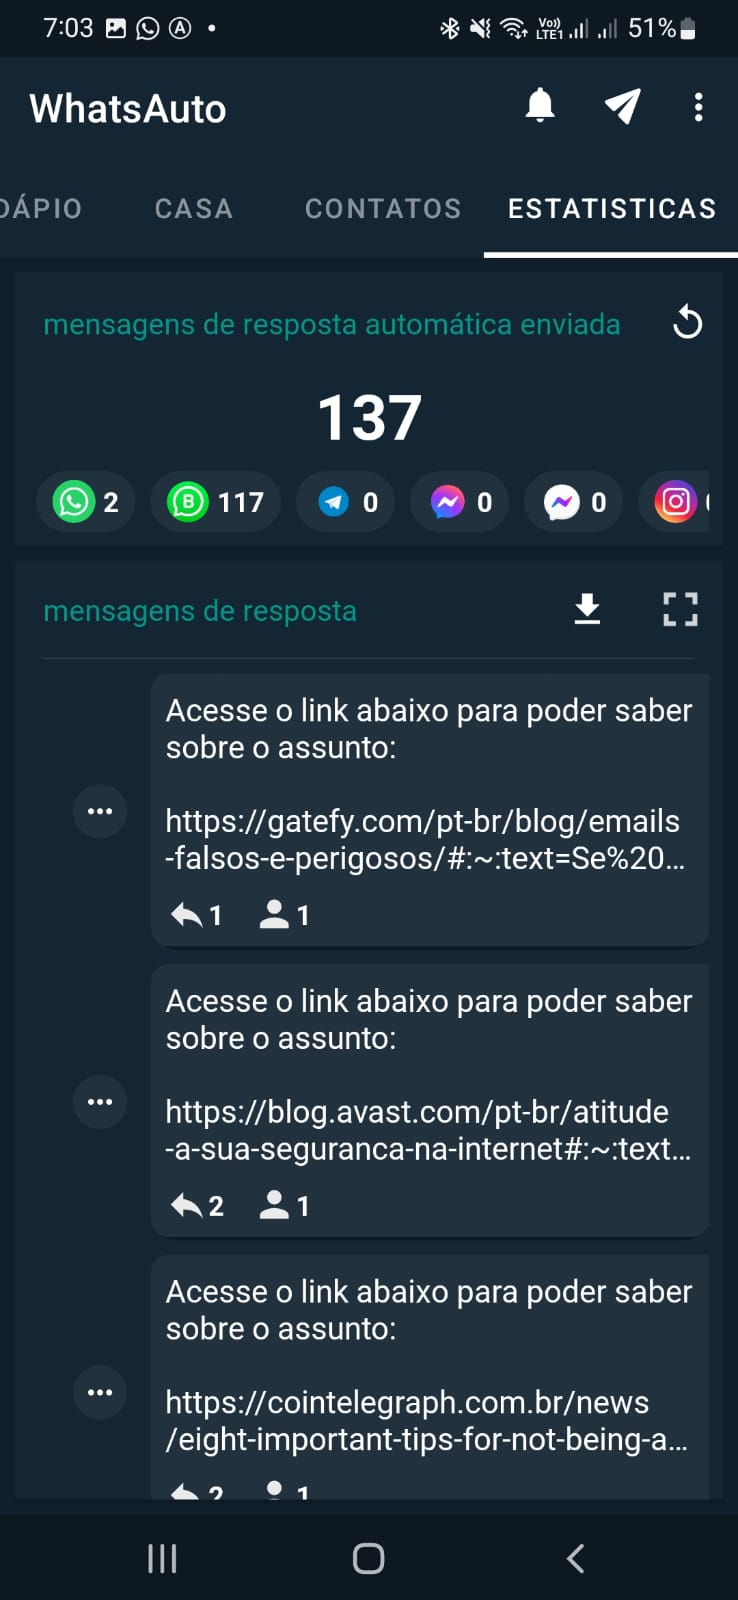 7:03
Vo))
LTE1
51%
WhatsAuto
DÁPIO CASA CONTATOS ESTATISTICAS
mensagens de resposta automática enviada
137
2 117 0 0 0
mensagens de resposta
Acesse o link abaixo para poder saber
sobre o assunto:
https://gatefy.com/pt-br/blog/emails
-falsos-e-perigosos/#:~:text=Se%20...
1 1
Acesse o link abaixo para poder saber
sobre o assunto:
https://blog.avast.com/pt-br/atitude
-a-sua-seguranca-na-internet#:~:text...
2 1
Acesse o link abaixo para poder saber
sobre o assunto:
https://cointelegraph.com.br/news
/eight-important-tips-for-not-being-a...
2 1